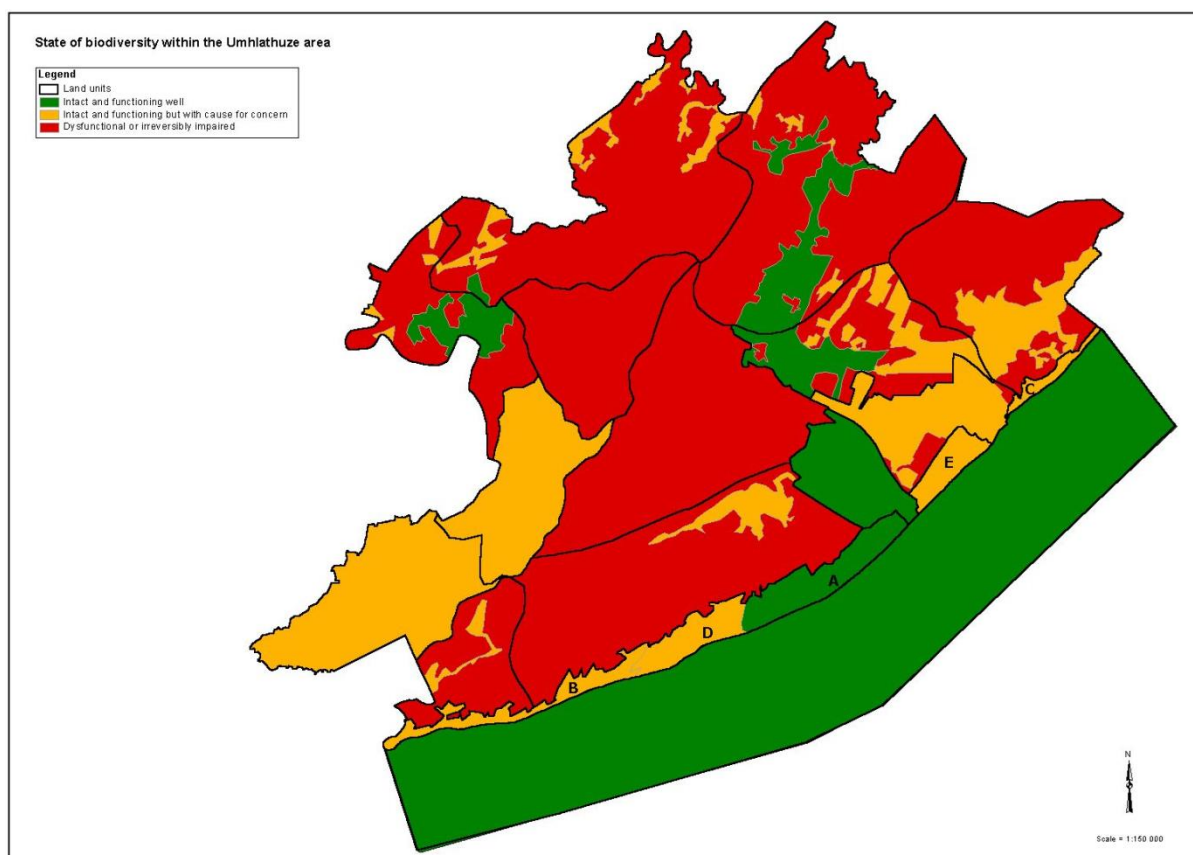 State of biodiversity within the Umhlathuze area
Legend
Land units
Intact and functioning well
Intact and functioning but with cause for concern
Dysfunctional or irreversibly impaired
C
E
A
D
B
N
Scale = 1:150 000